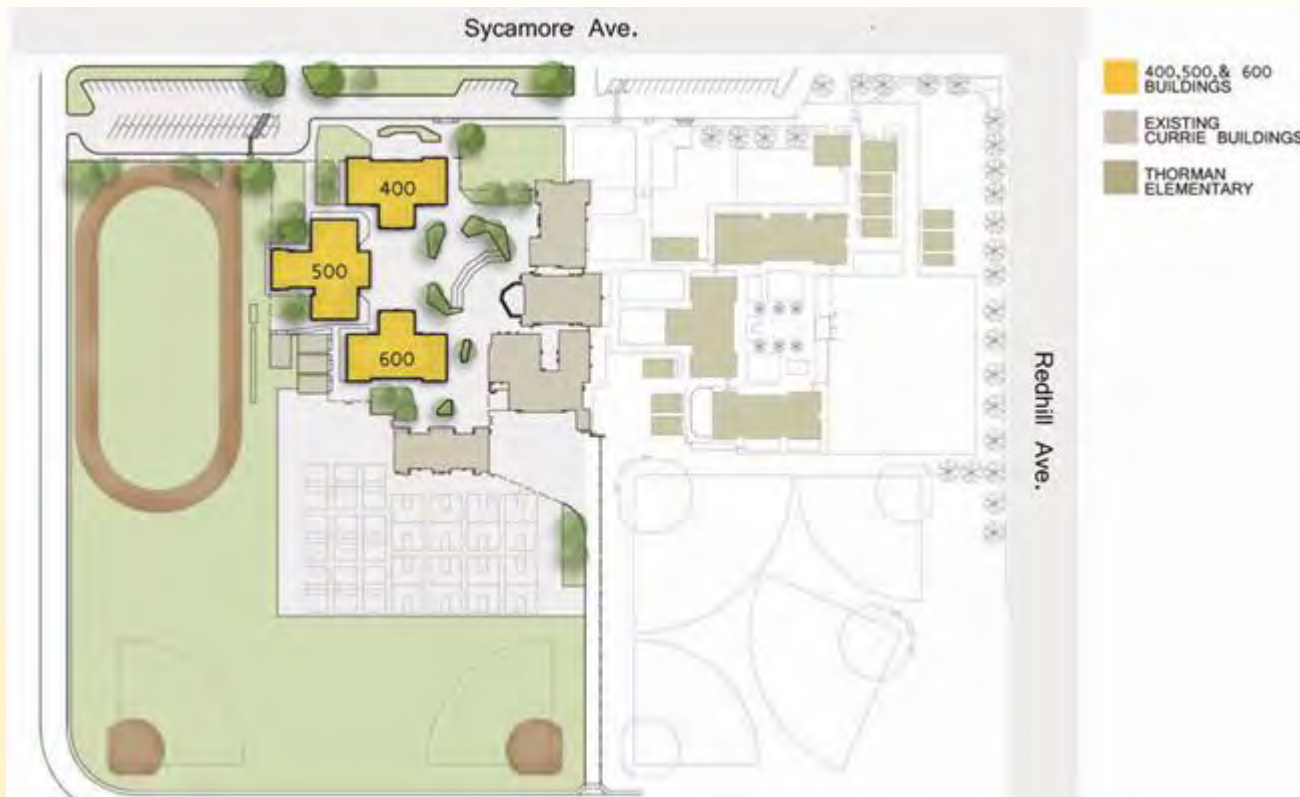 Sycamore Ave.
400,500,& 600
BUILDINGS
EXISTING
CURRIE BUILDINGS
THORMAN
ELEMENTARY
400
500
600
Redhill Ave.